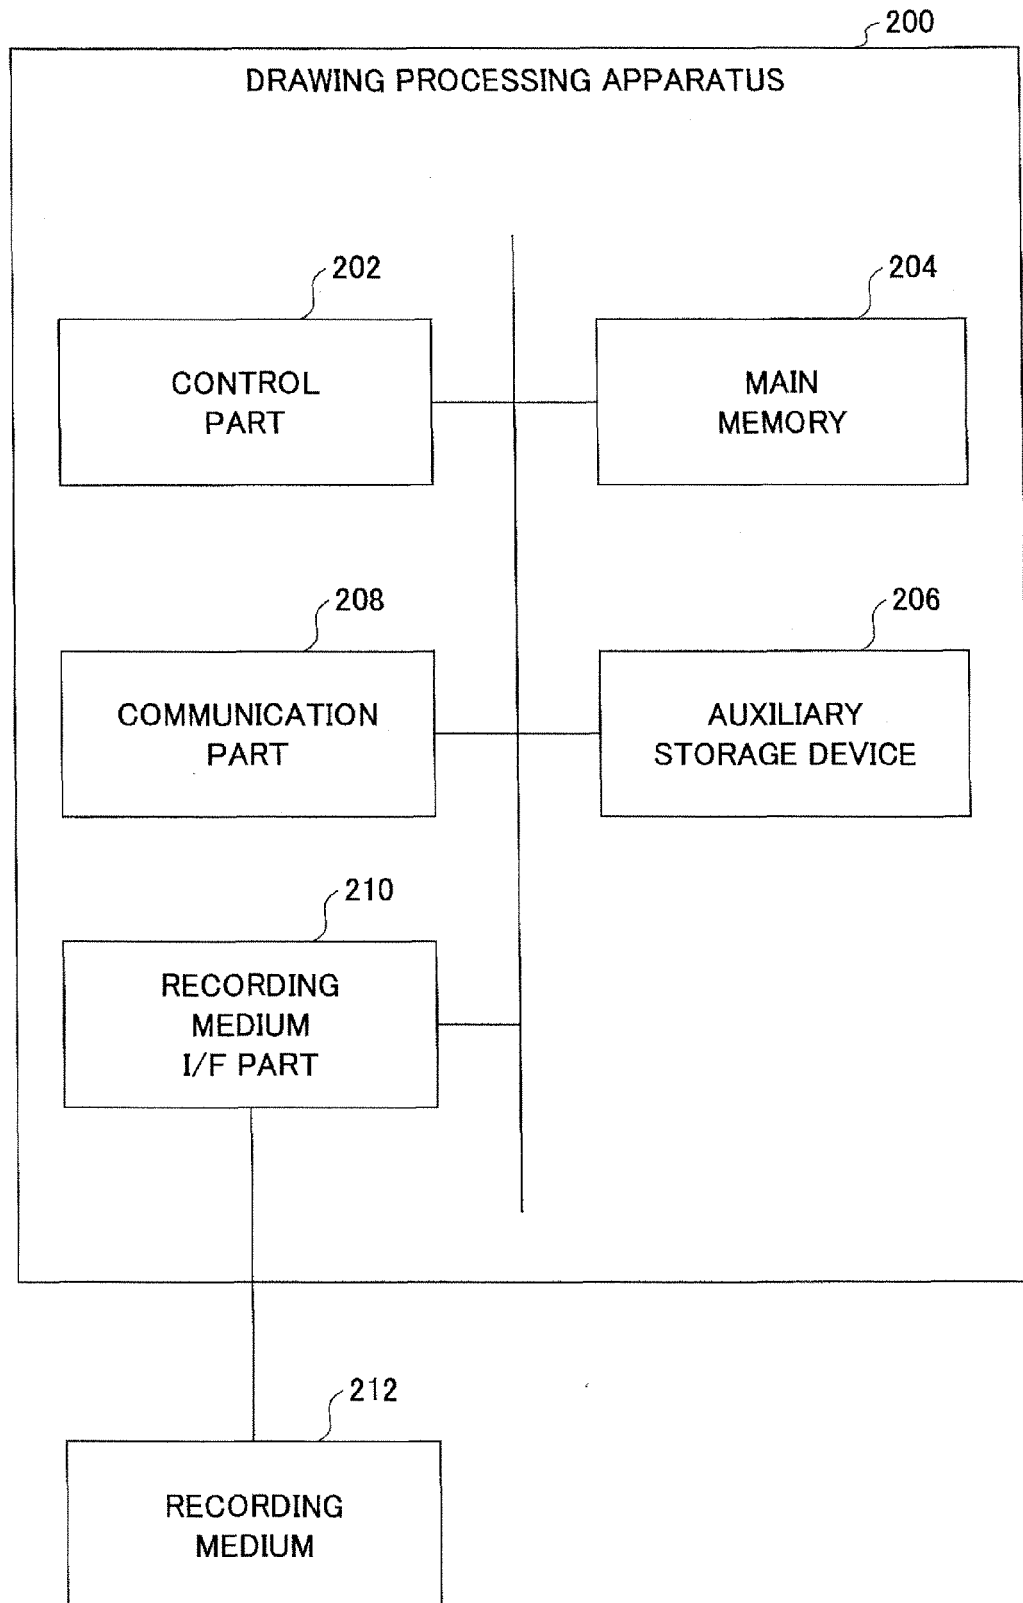 200
DRAWING PROCESSING APPARATUS
202
CONTROL
PART
204
MAIN
MEMORY
208
COMMUNICATION
PART
206
AUXILIARY
STORAGE DEVICE
210
RECORDING
MEDIUM
I/F PART
212
RECORDING
MEDIUM